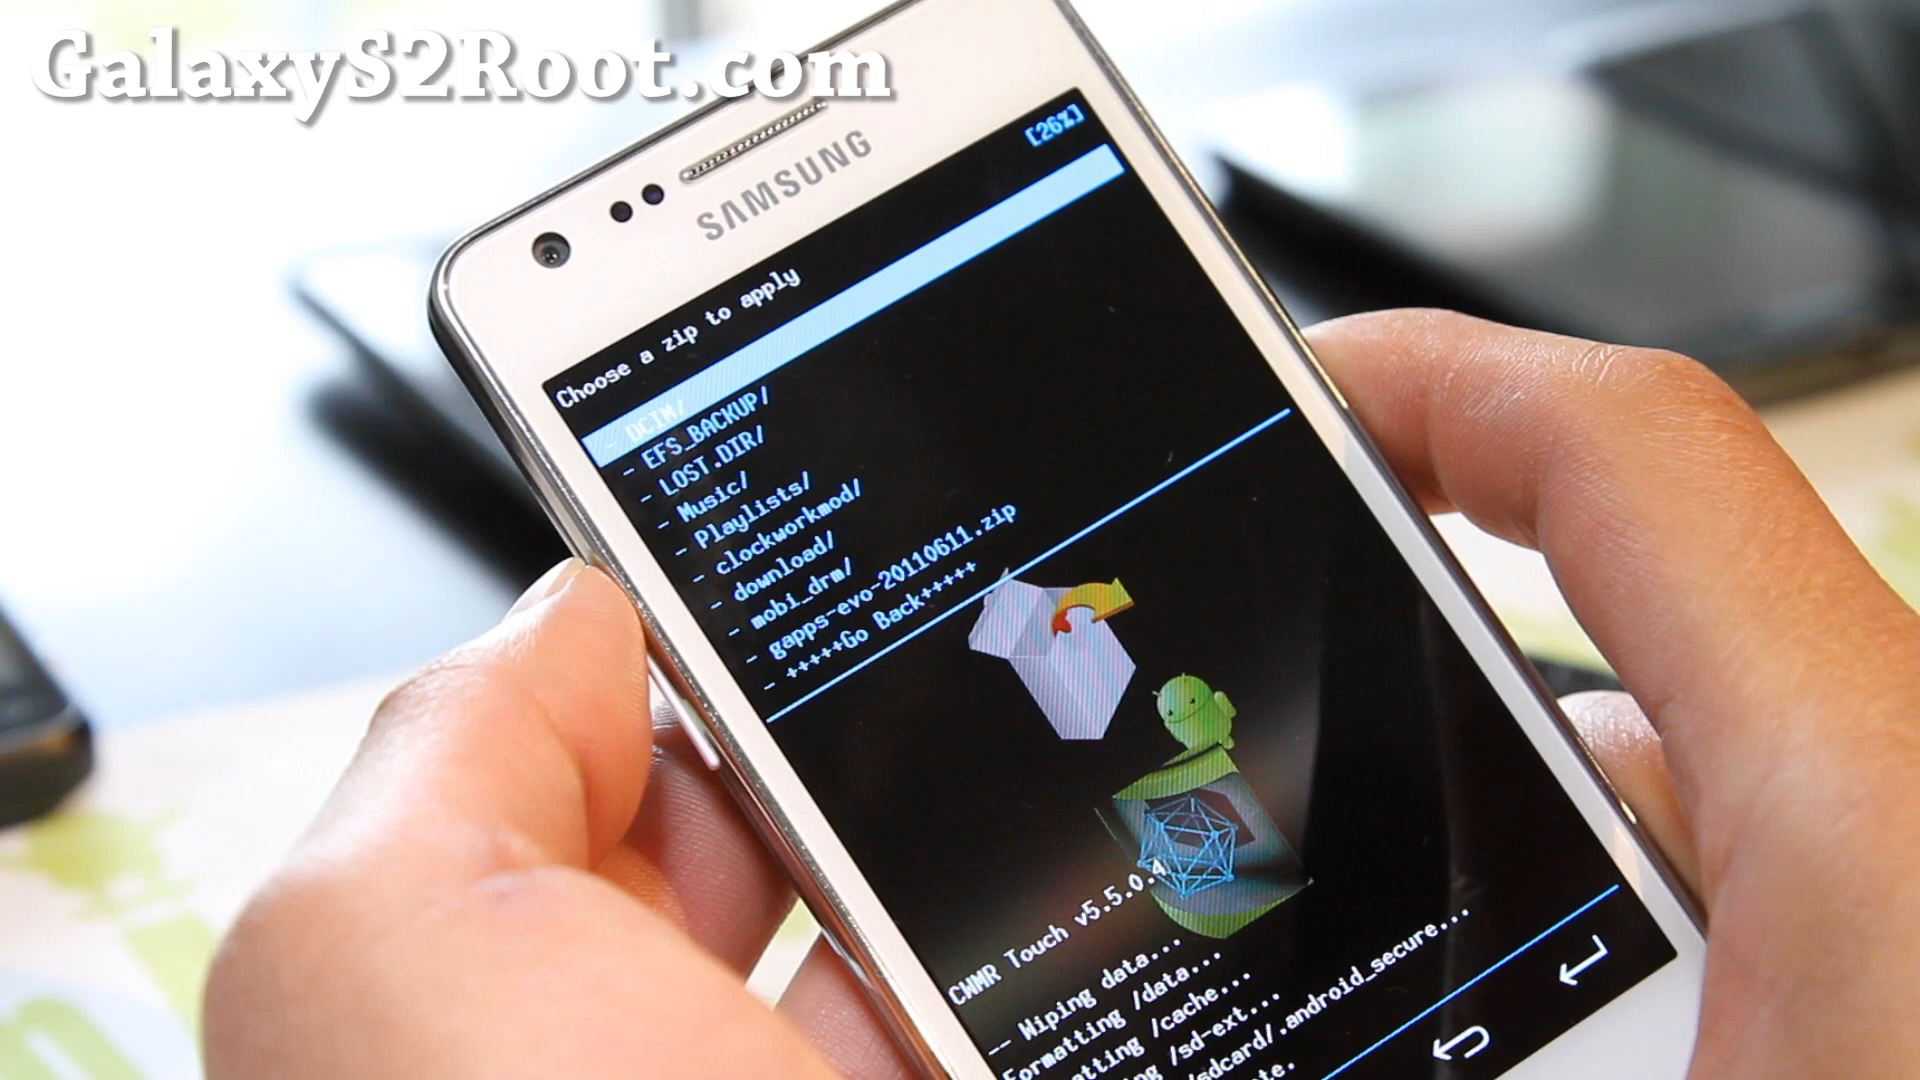 GalaxyS2Root.com
SAMSUNG
[26%]
Choose a zip to apply
- DCIM/
- EFS_BACKUP/
- LOST.DIR/
- Music/
- Playlists/
- clockworkmod/
- download/
- mobi_drm/
- gapps-evo-20110611.zip
- +++++Go Back+++++
CWMR Touch v5.5.0.4
-- Wiping data...
Formatting /data...
/cache...
/sd-ext...
/sdcard/.android_secure...